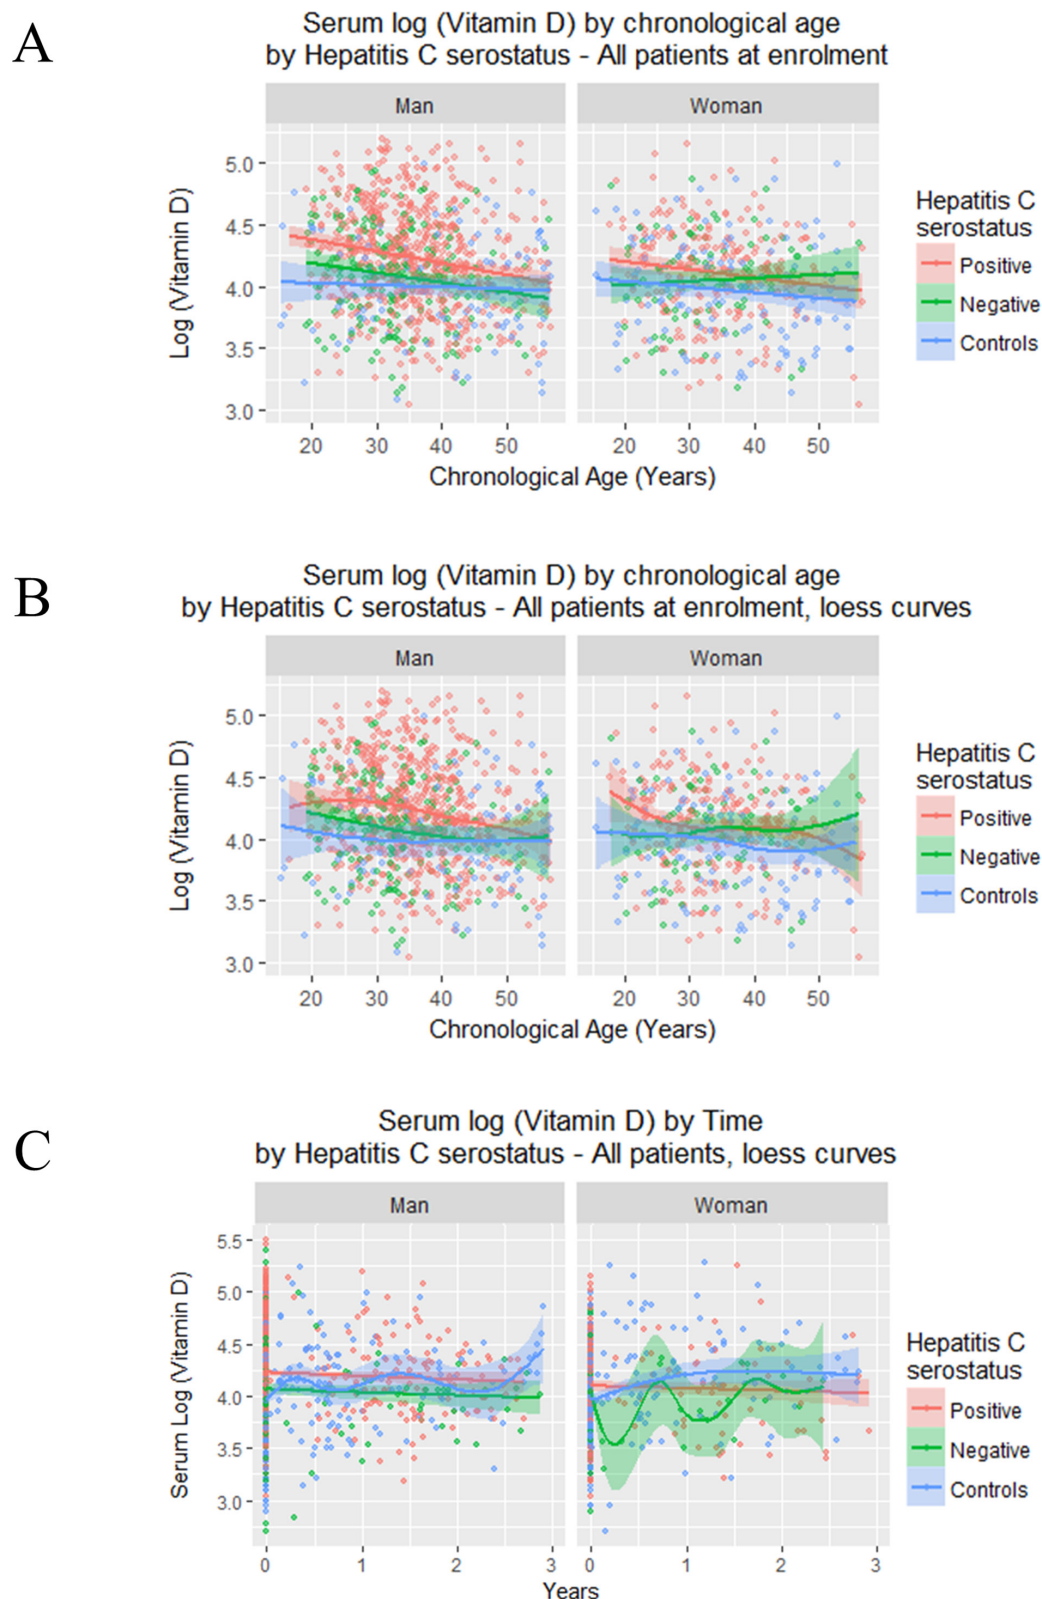 A
Serum log (Vitamin D) by chronological age
by Hepatitis C serostatus - All patients at enrolment
Man
Woman
Log (Vitamin D)
5.0
4.5
4.0
3.5
3.0
20 30 40 50
20 30 40 50
Chronological Age (Years)
Hepatitis C
serostatus
Positive
Negative
Controls
B
Serum log (Vitamin D) by chronological age
by Hepatitis C serostatus - All patients at enrolment, loess curves
Man
Woman
Log (Vitamin D)
5.0
4.5
4.0
3.5
3.0
20 30 40 50
20 30 40 50
Chronological Age (Years)
Hepatitis C
serostatus
Positive
Negative
Controls
C
Serum log (Vitamin D) by Time
by Hepatitis C serostatus - All patients, loess curves
Man
Woman
Serum Log (Vitamin D)
5.5
5.0
4.5
4.0
3.5
3.0
0 1 2 3
0 1 2 3
Years
Hepatitis C
serostatus
Positive
Negative
Controls